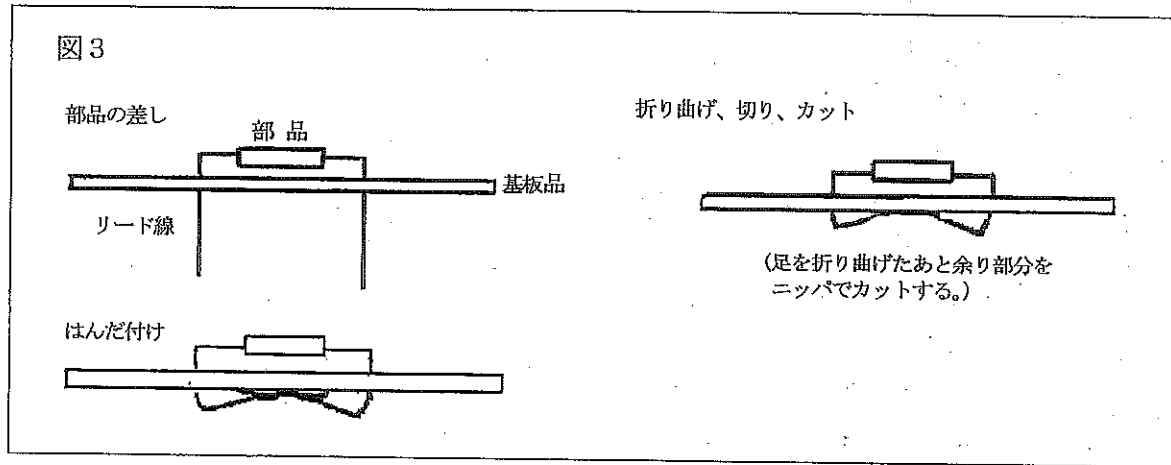 図3
部品の差し
部 品
基板品
リード線
折り曲げ、切り、カット
(足を折り曲げたあと余り部分を
ニッパでカットする。)
はんだ付け